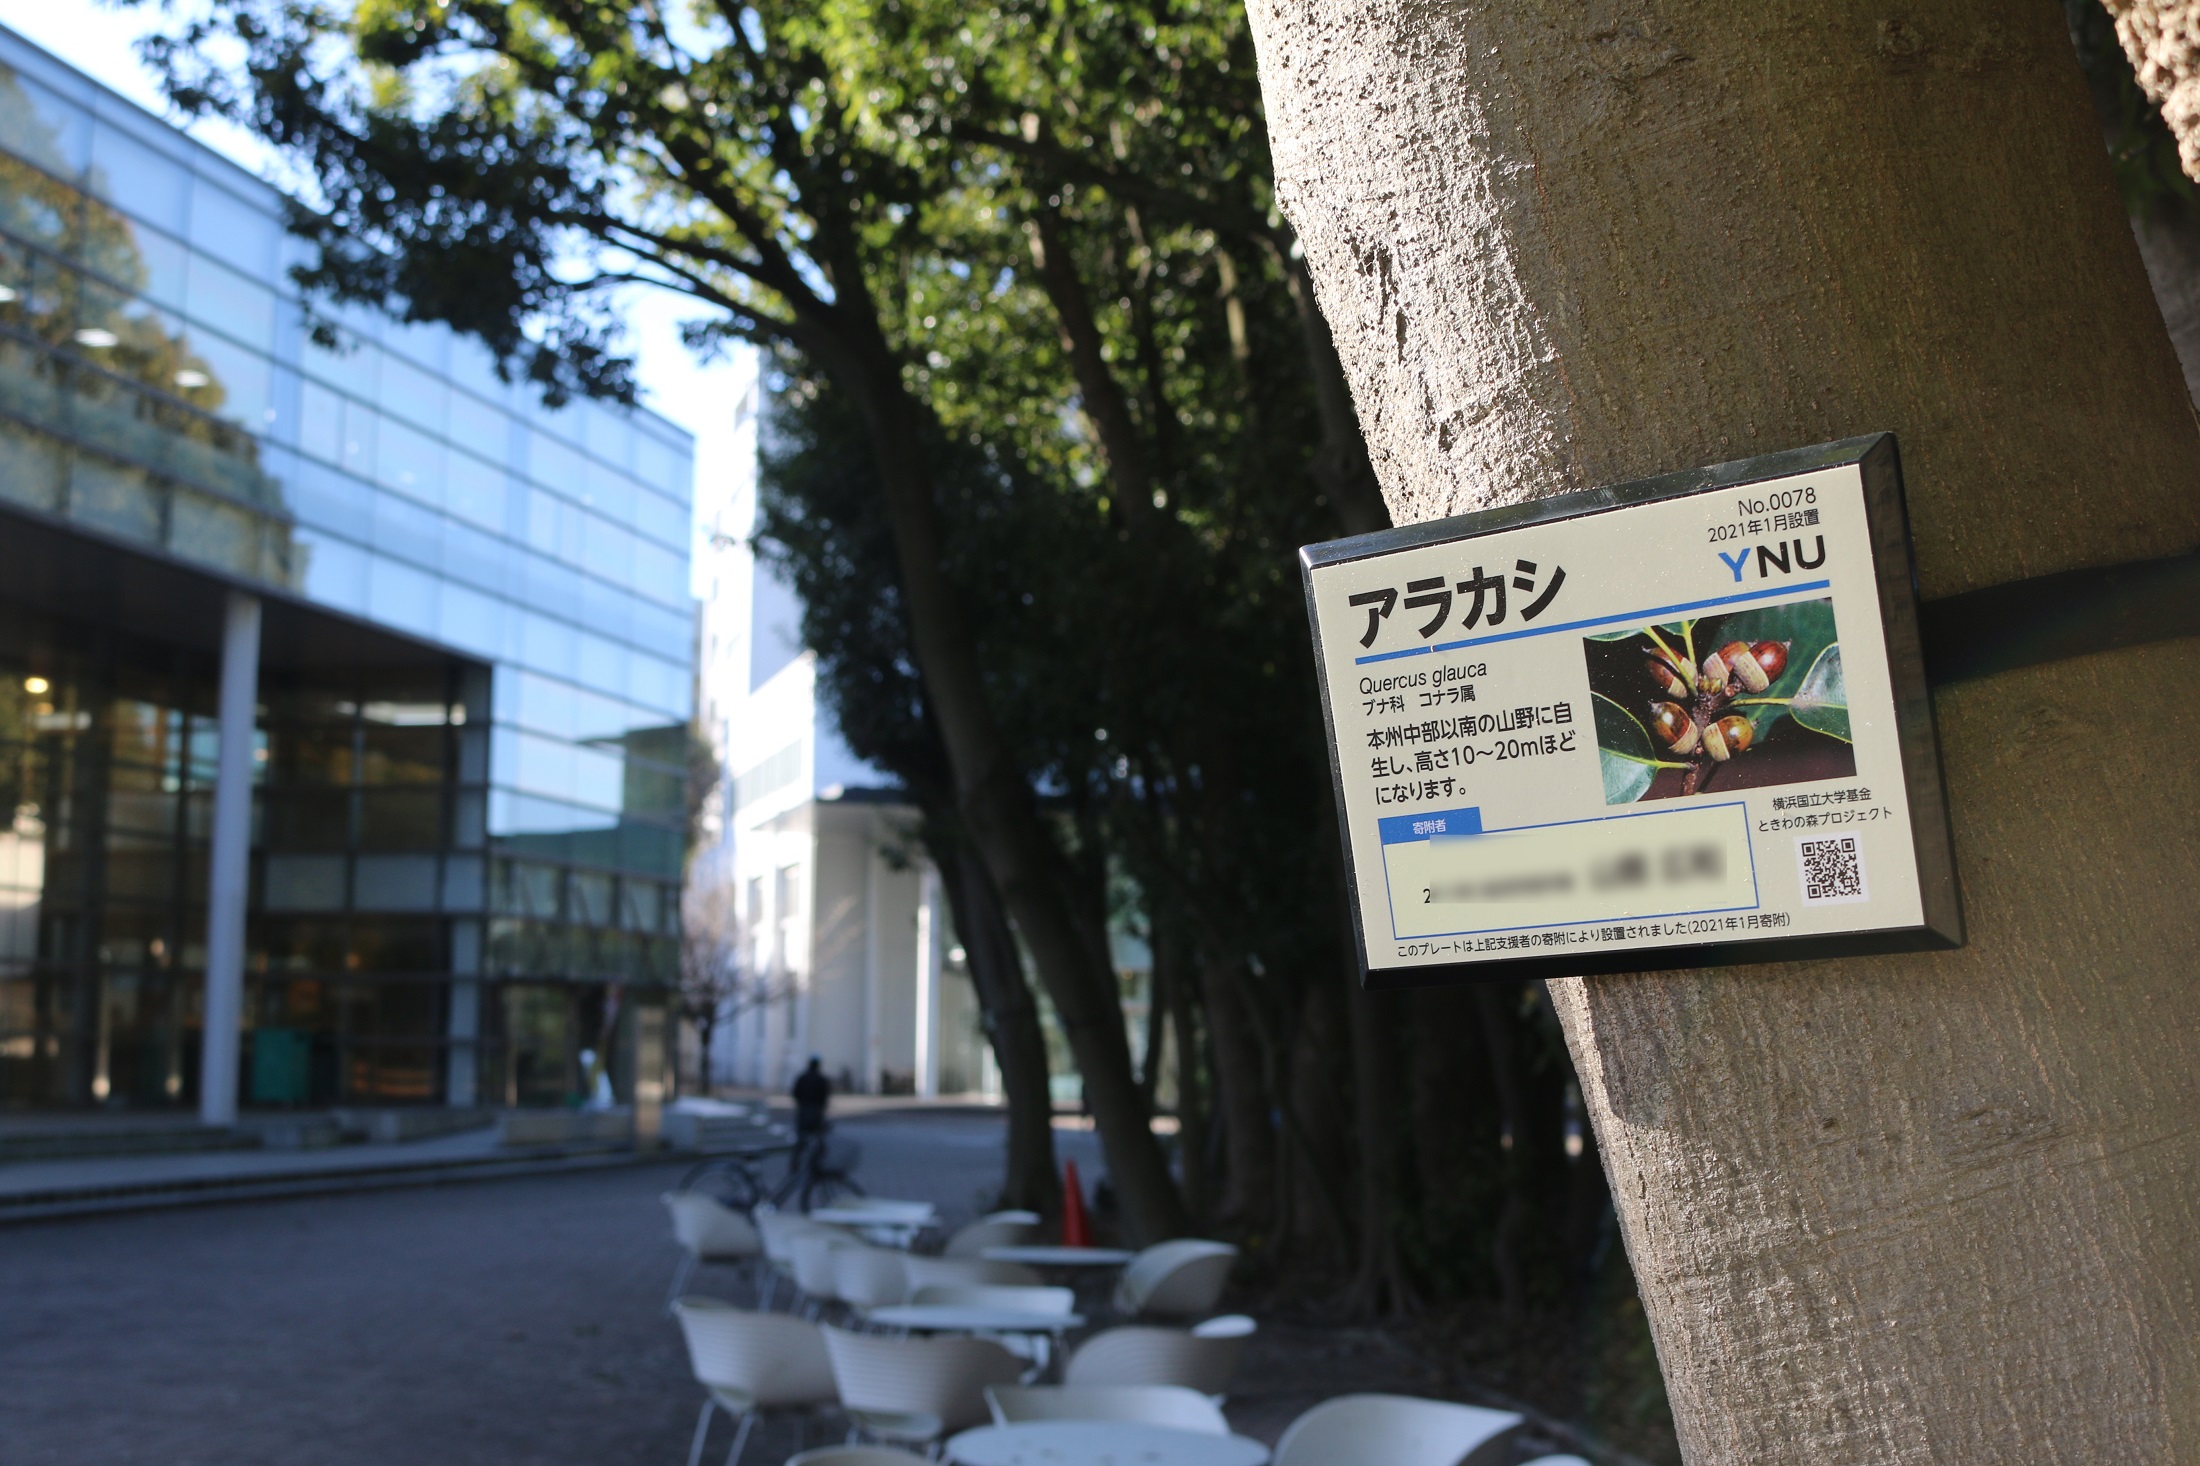 No.0078
2021年1月設置
YNU
アラカシ
Quercus glauca
ブナ科 コナラ属
本州中部以南の山野に自
生し、高さ10～20mほど
になります。
横浜国立大学基金
ときわの森プロジェクト
寄附者
2
このプレートは上記支援者の寄附により設置されました(2021年1月寄附)